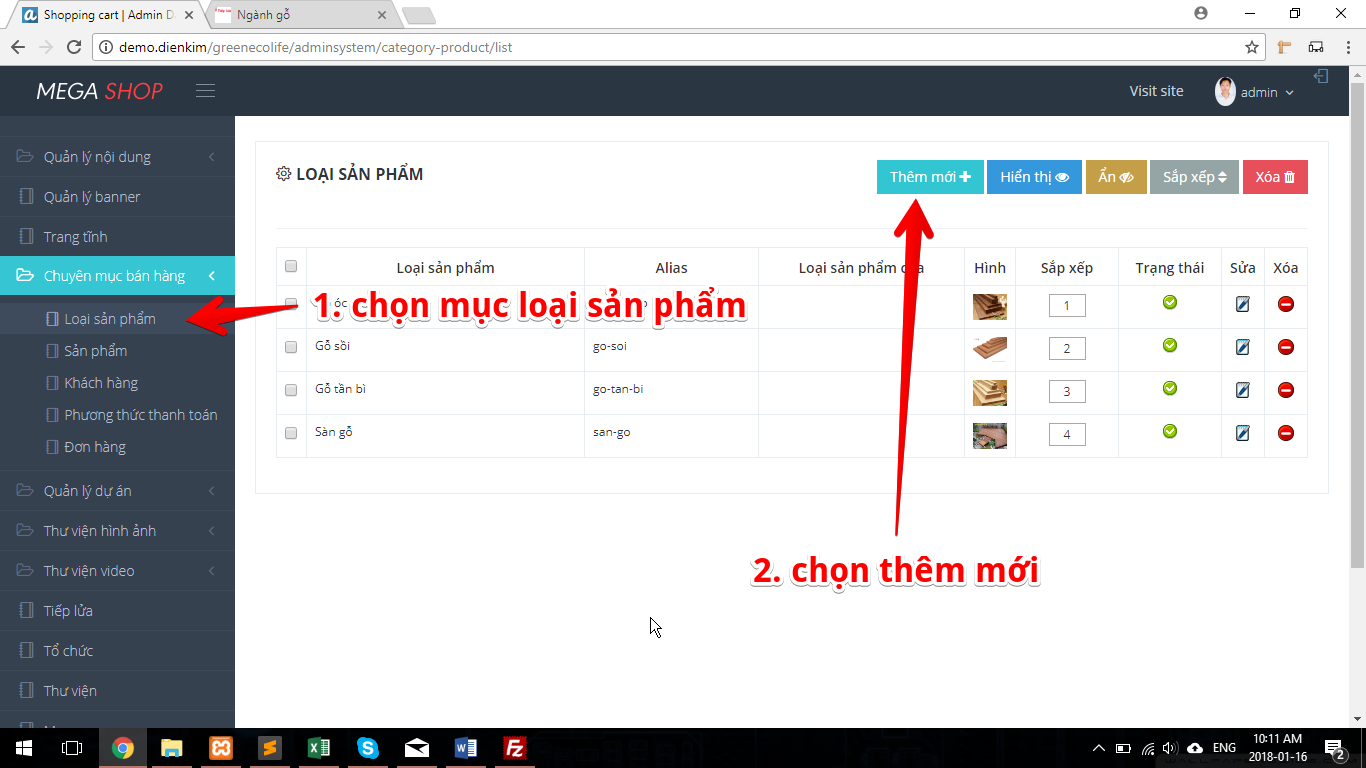 Shopping cart | Admin D
Ngành gỗ
demo.dienkim/greenecolife/adminsystem/category-product/list
MEGA SHOP
Visit site
admin
Quản lý nội dung
Quản lý banner
Trang tĩnh
Chuyên mục bán hàng
Loại sản phẩm
Sản phẩm
Khách hàng
Phương thức thanh toán
Đơn hàng
Quản lý dự án
Thư viện hình ảnh
Thư viện video
Tiếp lửa
Tổ chức
Thư viện
LOẠI SẢN PHẨM
Thêm mới
Hiển thị
Ẩn
Sắp xếp
Xóa
Loại sản phẩm Alias Loại sản phẩm Hình Sắp xếp Trạng thái Sửa Xóa
óc 1
1. chọn mục loại sản phẩm
Gỗ sồi go-soi 2
Gỗ tần bì go-tan-bi 3
Sàn gỗ san-go 4
2. chọn thêm mới
ENG
10:11 AM
2018-01-16
2